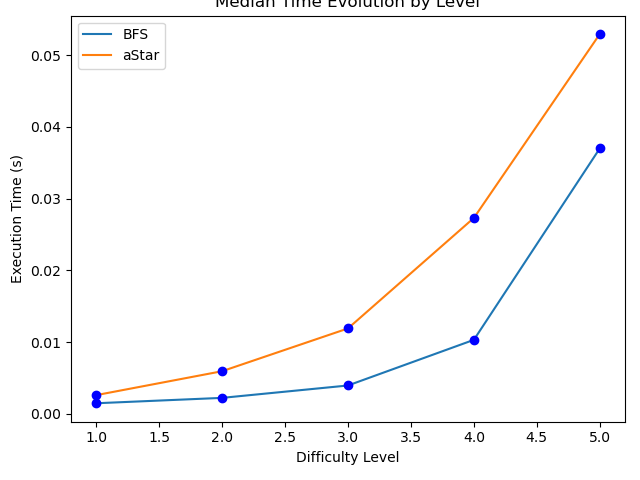 Median Time Evolution by Level
BFS
aStar
Execution Time (s)
0.05
0.04
0.03
0.02
0.01
0.00
1.0 1.5 2.0 2.5 3.0 3.5 4.0 4.5 5.0
Difficulty Level